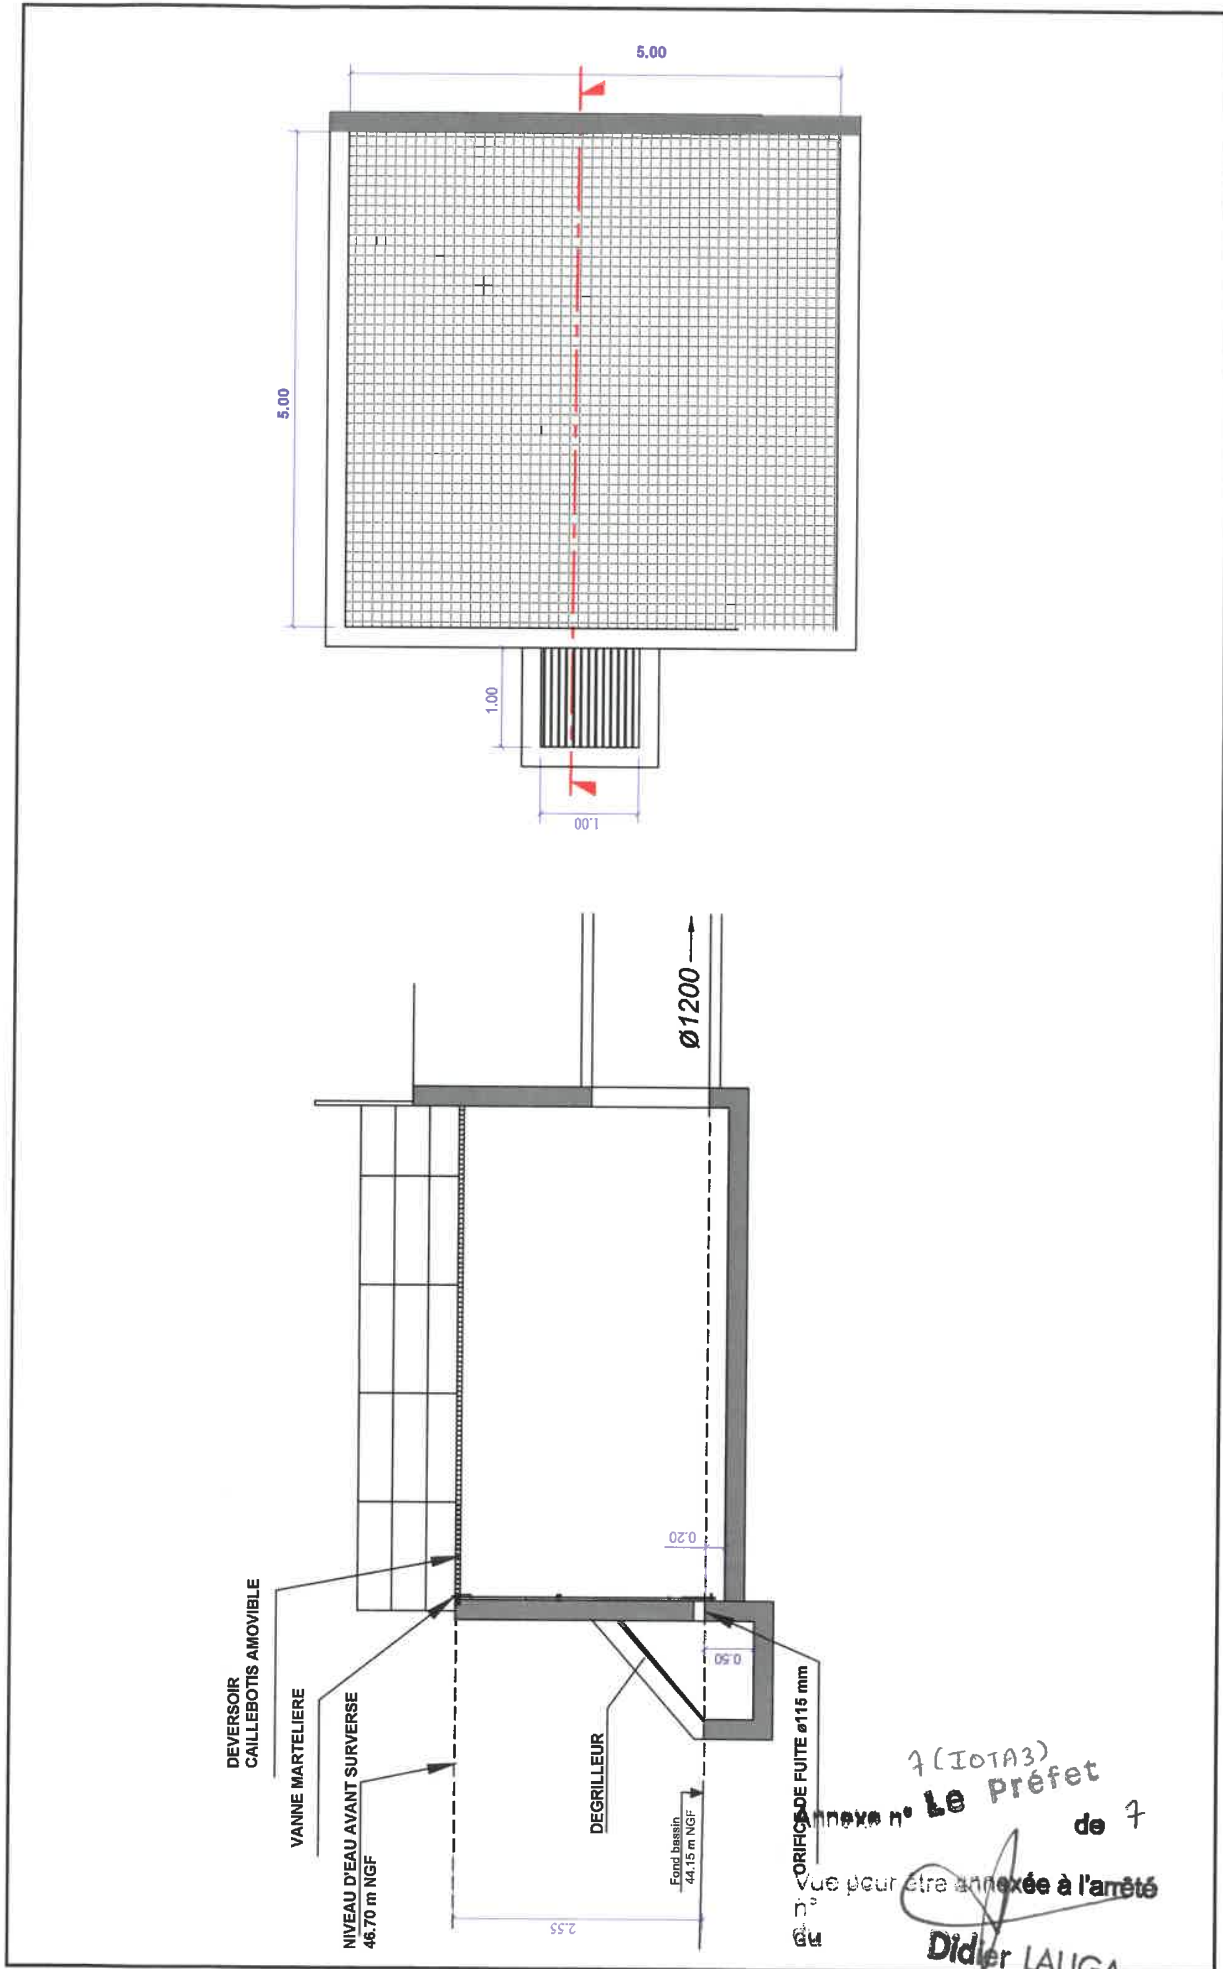 5.00
5.00
1.00
1.00
Ø1200
DEVERSOIR
CAILLEBOTIS AMOVIBLE
VANNE MARTELIERE
NIVEAU D'EAU AVANT SURVERSE
46.70 m NGF
DEGRILLEUR
Fond bassin
44.15 m NGF
ORIFICE DE FUITE ø115 mm
0.20
0.50
2.55
7 (IOTA3)
Le Préfet
Annexe n° de 7
Vue pour être annexée à l'arrêté
n°
du
Didier LAUGA